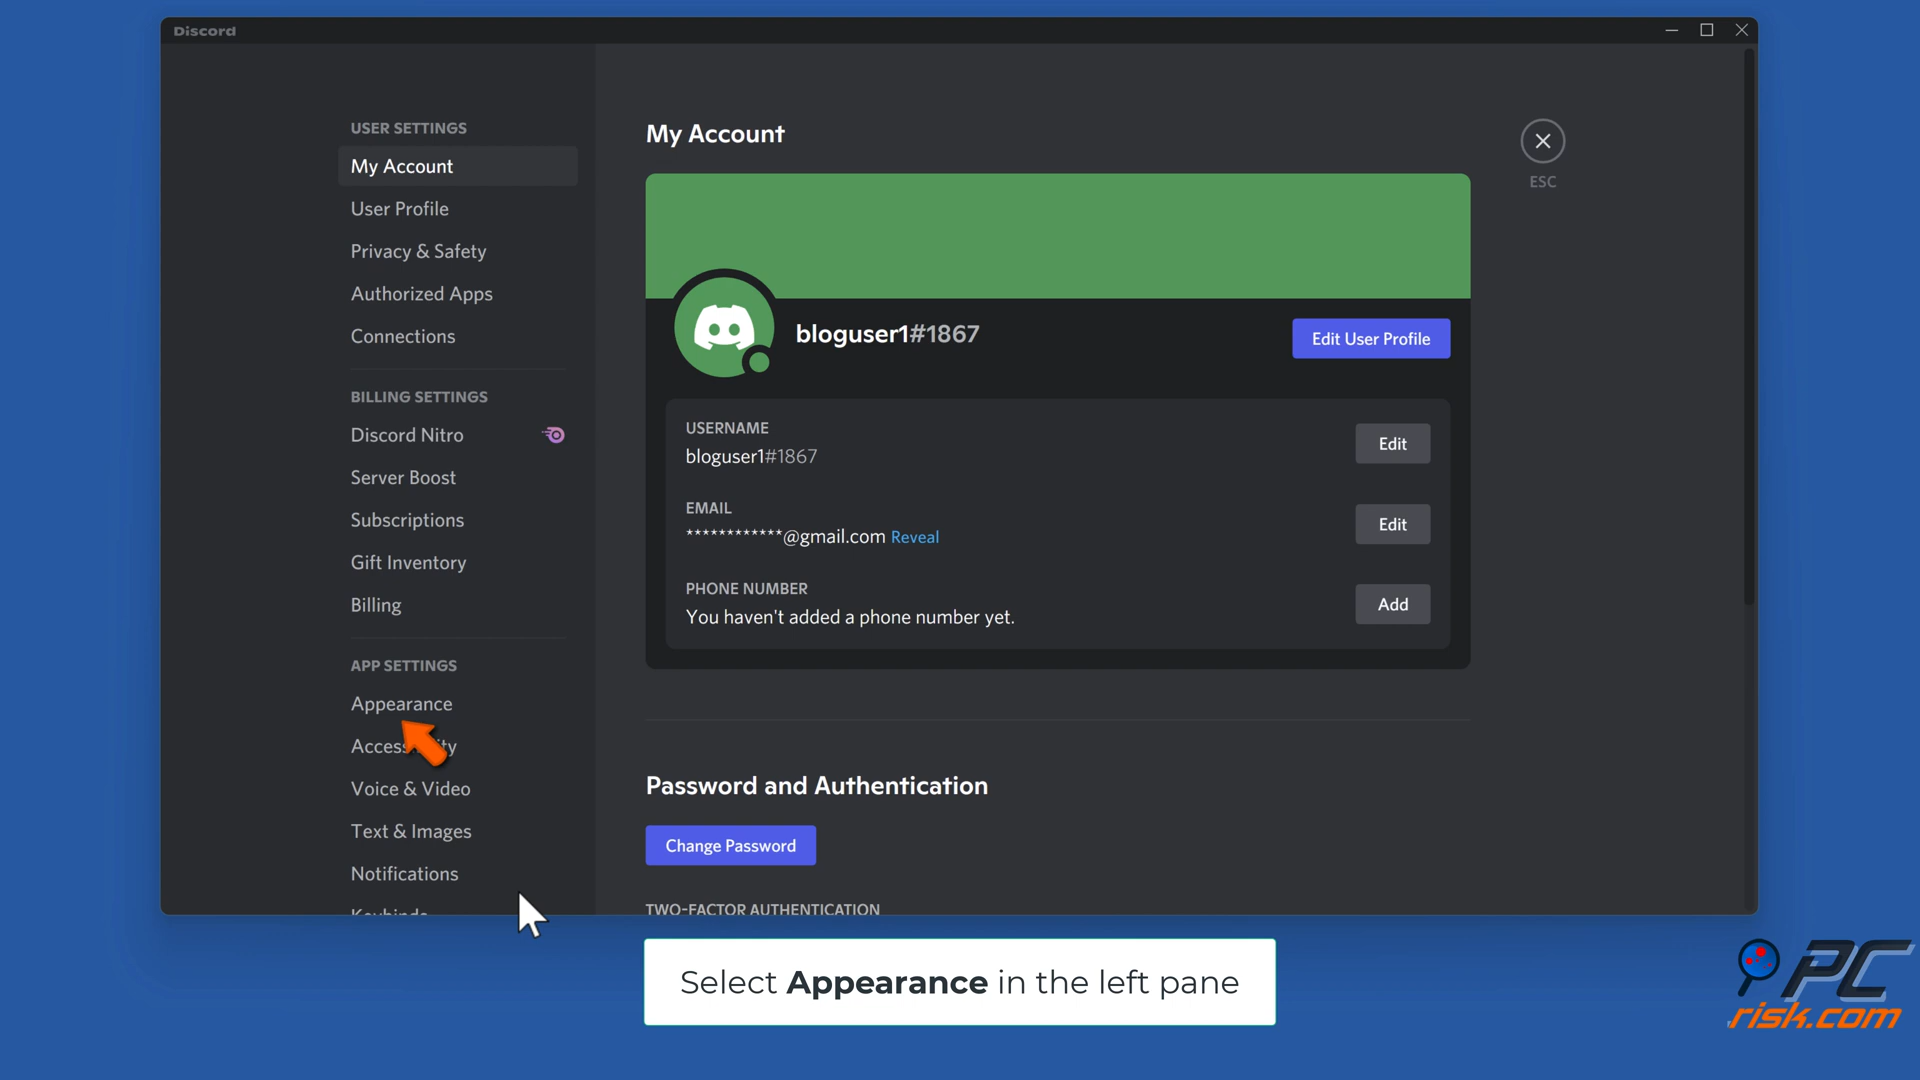 Discord
USER SETTINGS
My Account
User Profile
Privacy & Safety
Authorized Apps
Connections
BILLING SETTINGS
Discord Nitro
Server Boost
Subscriptions
Gift Inventory
Billing
APP SETTINGS
Appearance
Voice & Video
Text & Images
Notifications
My Account
ESC
bloguser1#1867
Edit User Profile
USERNAME
bloguser1#1867
Edit
EMAIL
************@gmail.com Reveal
Edit
PHONE NUMBER
You haven't added a phone number yet.
Add
Password and Authentication
Change Password
TWO-FACTOR AUTHENTICATION
Select Appearance in the left pane
PC
risk.com